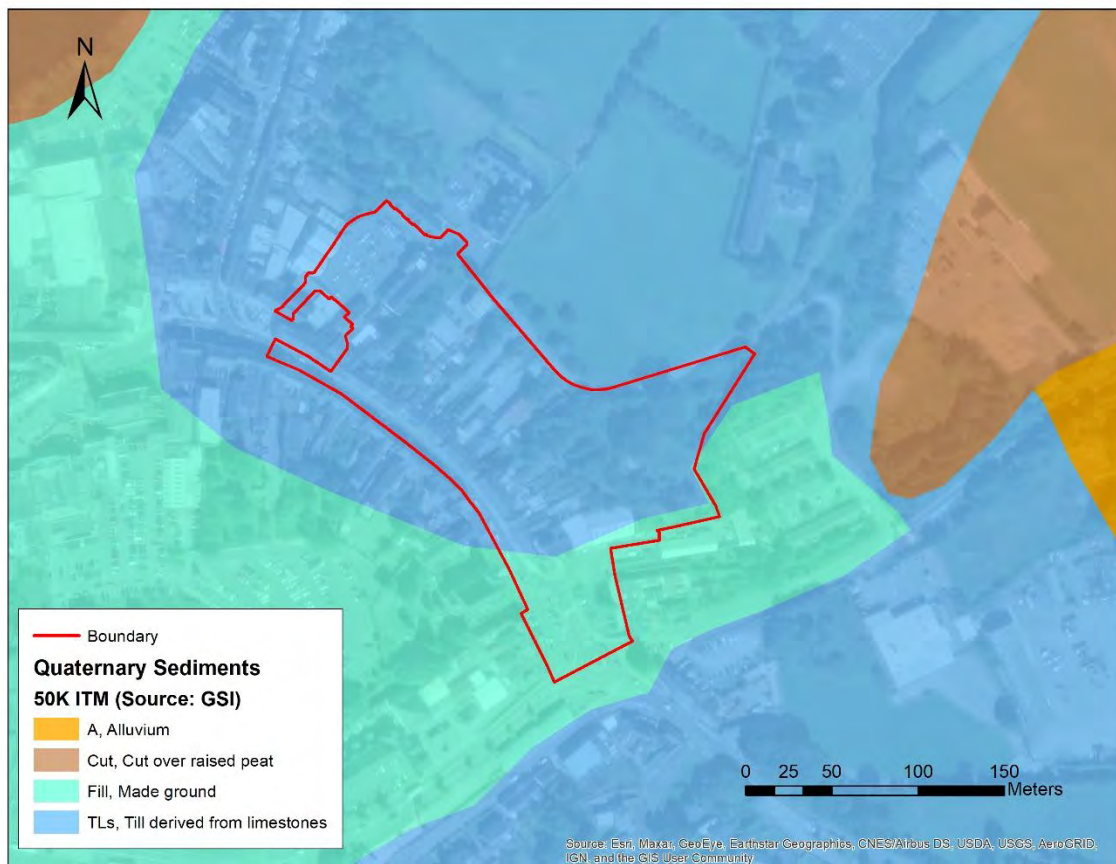 N
Boundary
Quaternary Sediments
50K ITM (Source: GSI)
A, Alluvium
Cut, Cut over raised peat
Fill, Made ground
TLs, Till derived from limestones
0 25 50 100 150
Meters
Source: Esri, Maxar, GeoEye, Earthstar Geographics, CNES/Airbus DS, USDA, USGS, AeroGRID,
IGN, and the GIS User Community